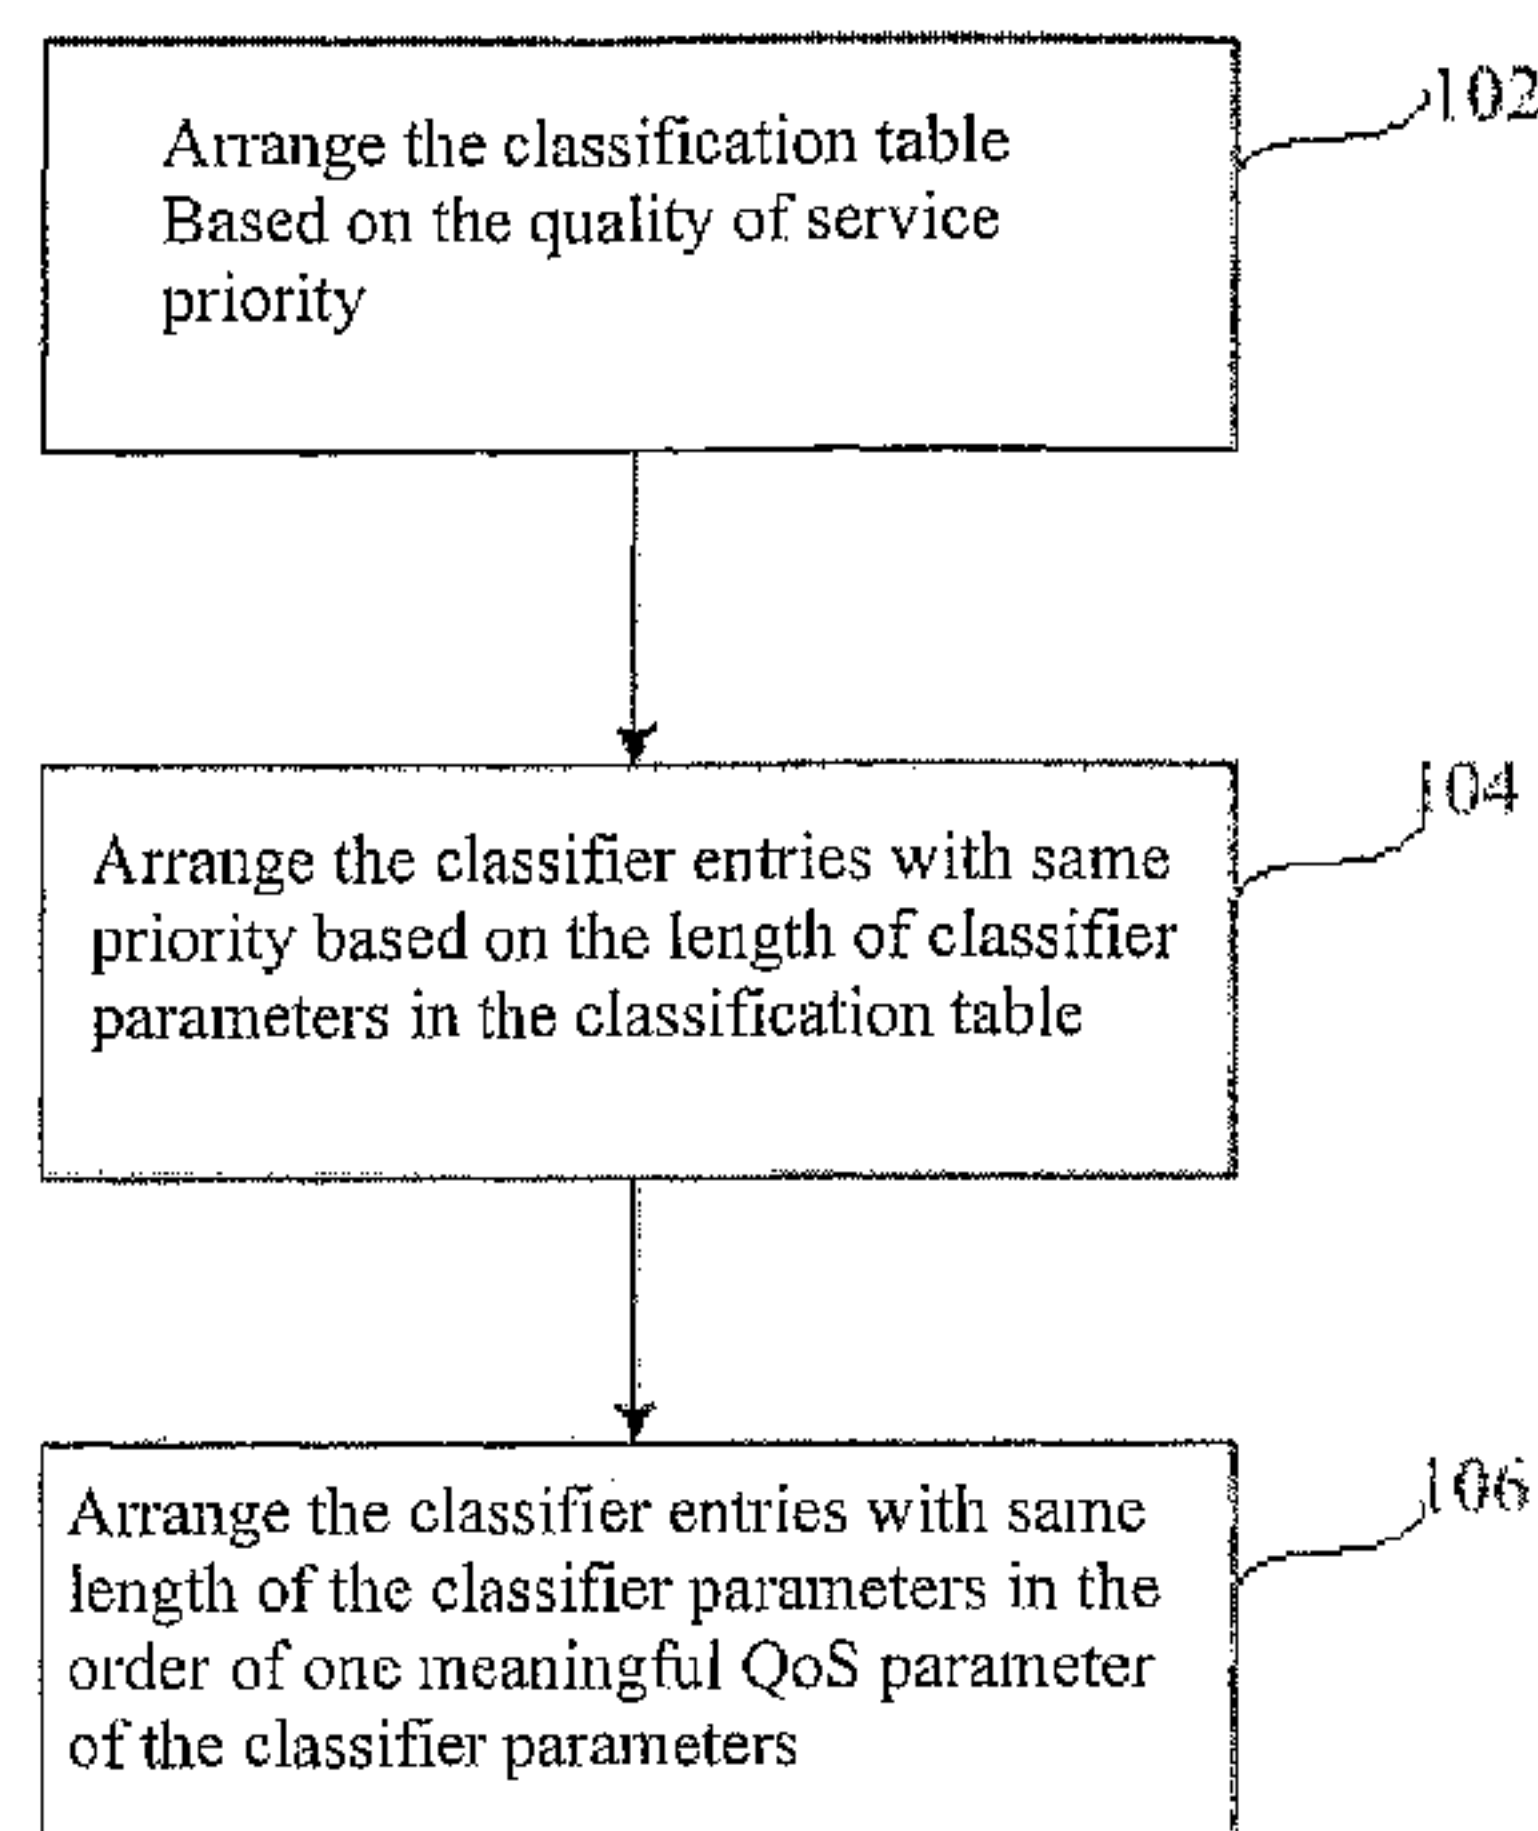 102
Arrange the classification table
Based on the quality of service
priority
104
Arrange the classifier entries with same
priority based on the length of classifier
parameters in the classification table
106
Arrange the classifier entries with same
length of the classifier parameters in the
order of one meaningful QoS parameter
of the classifier parameters